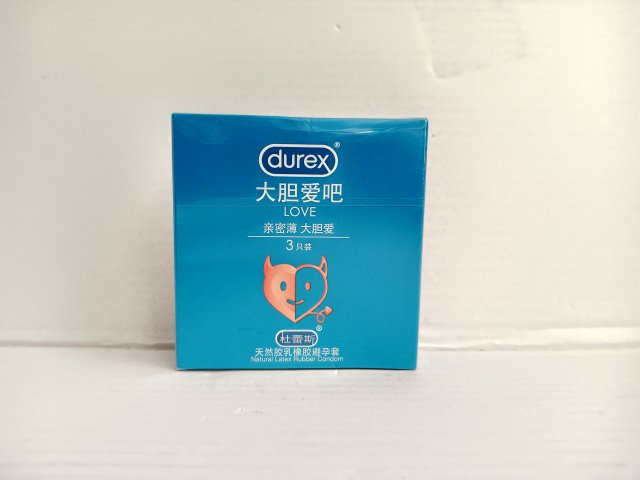 durex®
大胆爱吧
LOVE
亲密薄 大胆爱
3只装
杜蕾斯®
天然胶乳橡胶避孕套
Natural Latex Rubber Condom